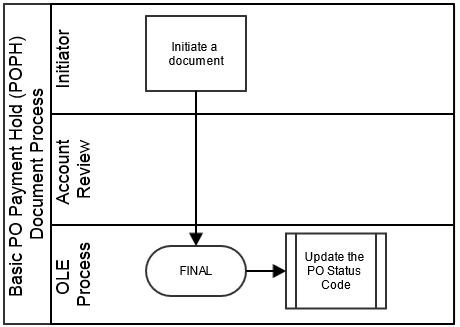 Basic PO Payment Hold (POPH)
Document Process
Initiator
Initiate a
document
Account
Review
OLE
Process
FINAL
Update the
PO Status
Code